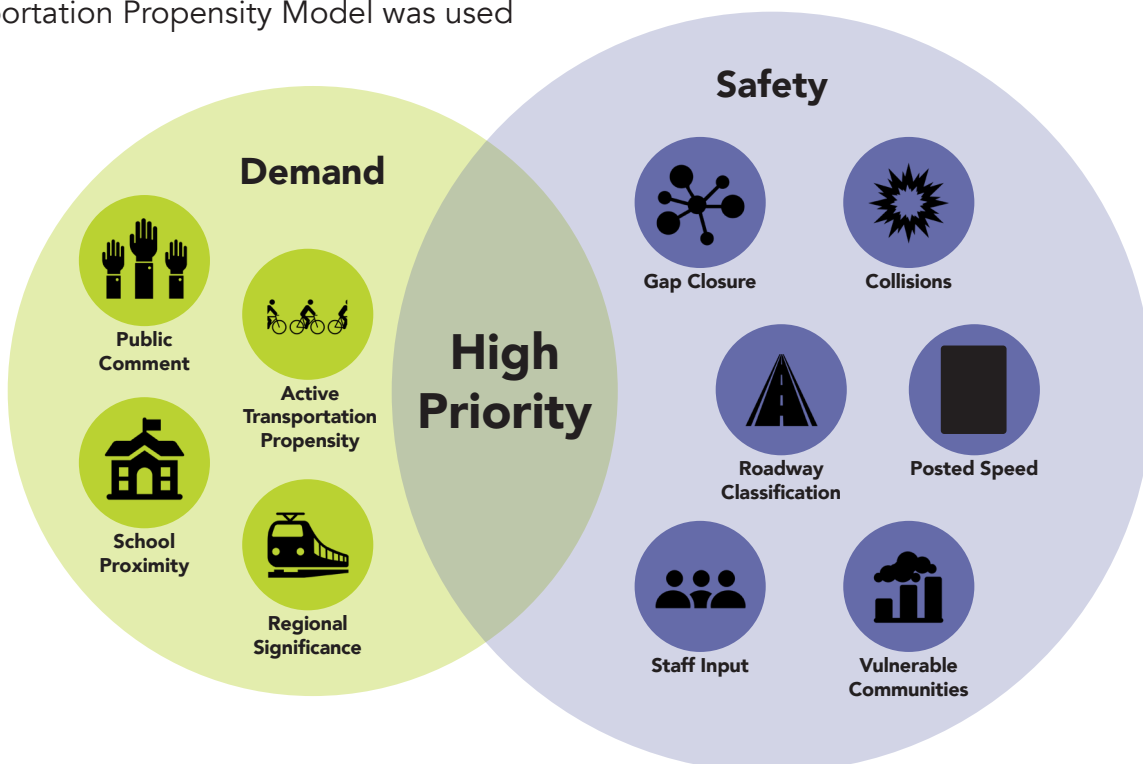 Propensity Model was used
Demand
Public
Comment
Active
Transportation
Propensity
School
Proximity
Regional
Significance
High
Priority
Safety
Gap Closure
Collisions
Roadway
Classification
Posted Speed
Staff Input
Vulnerable
Communities